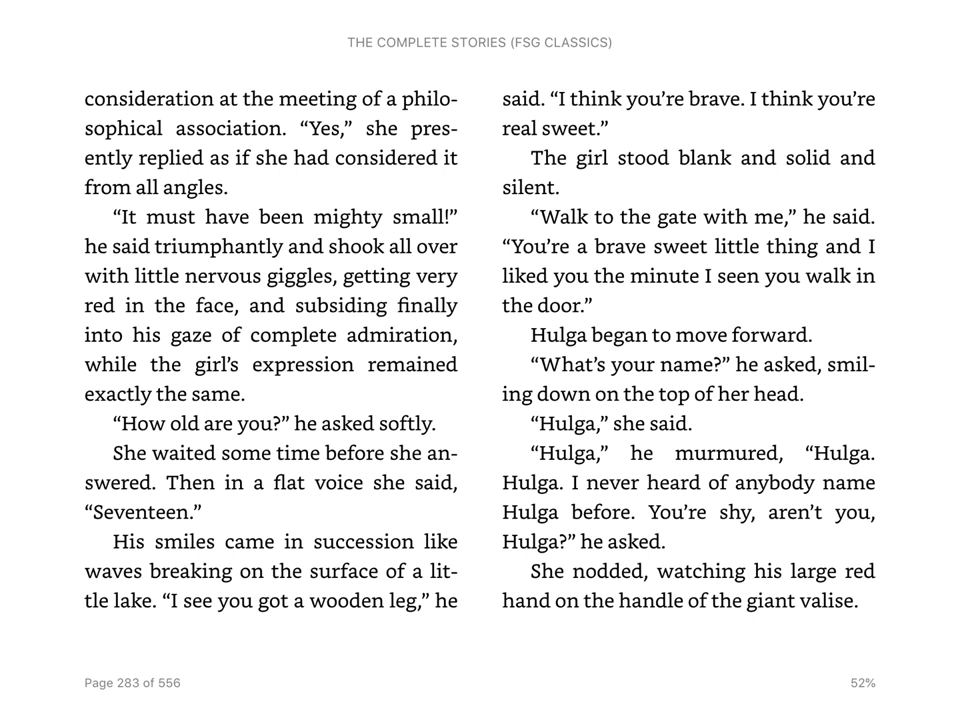 THE COMPLETE STORIES (FSG CLASSICS)
consideration at the meeting of a philo-
sophical association. “Yes,” she pres-
ently replied as if she had considered it
from all angles.
“It must have been mighty small!”
he said triumphantly and shook all over
with little nervous giggles, getting very
red in the face, and subsiding finally
into his gaze of complete admiration,
while the girl’s expression remained
exactly the same.
“How old are you?” he asked softly.
She waited some time before she an-
swered. Then in a flat voice she said,
“Seventeen.”
His smiles came in succession like
waves breaking on the surface of a lit-
tle lake. “I see you got a wooden leg,” he
said. “I think you’re brave. I think you’re
real sweet.”
The girl stood blank and solid and
silent.
“Walk to the gate with me,” he said.
“You’re a brave sweet little thing and I
liked you the minute I seen you walk in
the door.”
Hulga began to move forward.
“What’s your name?” he asked, smil-
ing down on the top of her head.
“Hulga,” she said.
“Hulga,” he murmured, “Hulga.
Hulga. I never heard of anybody name
Hulga before. You’re shy, aren’t you,
Hulga?” he asked.
She nodded, watching his large red
hand on the handle of the giant valise.
Page 283 of 556
52%